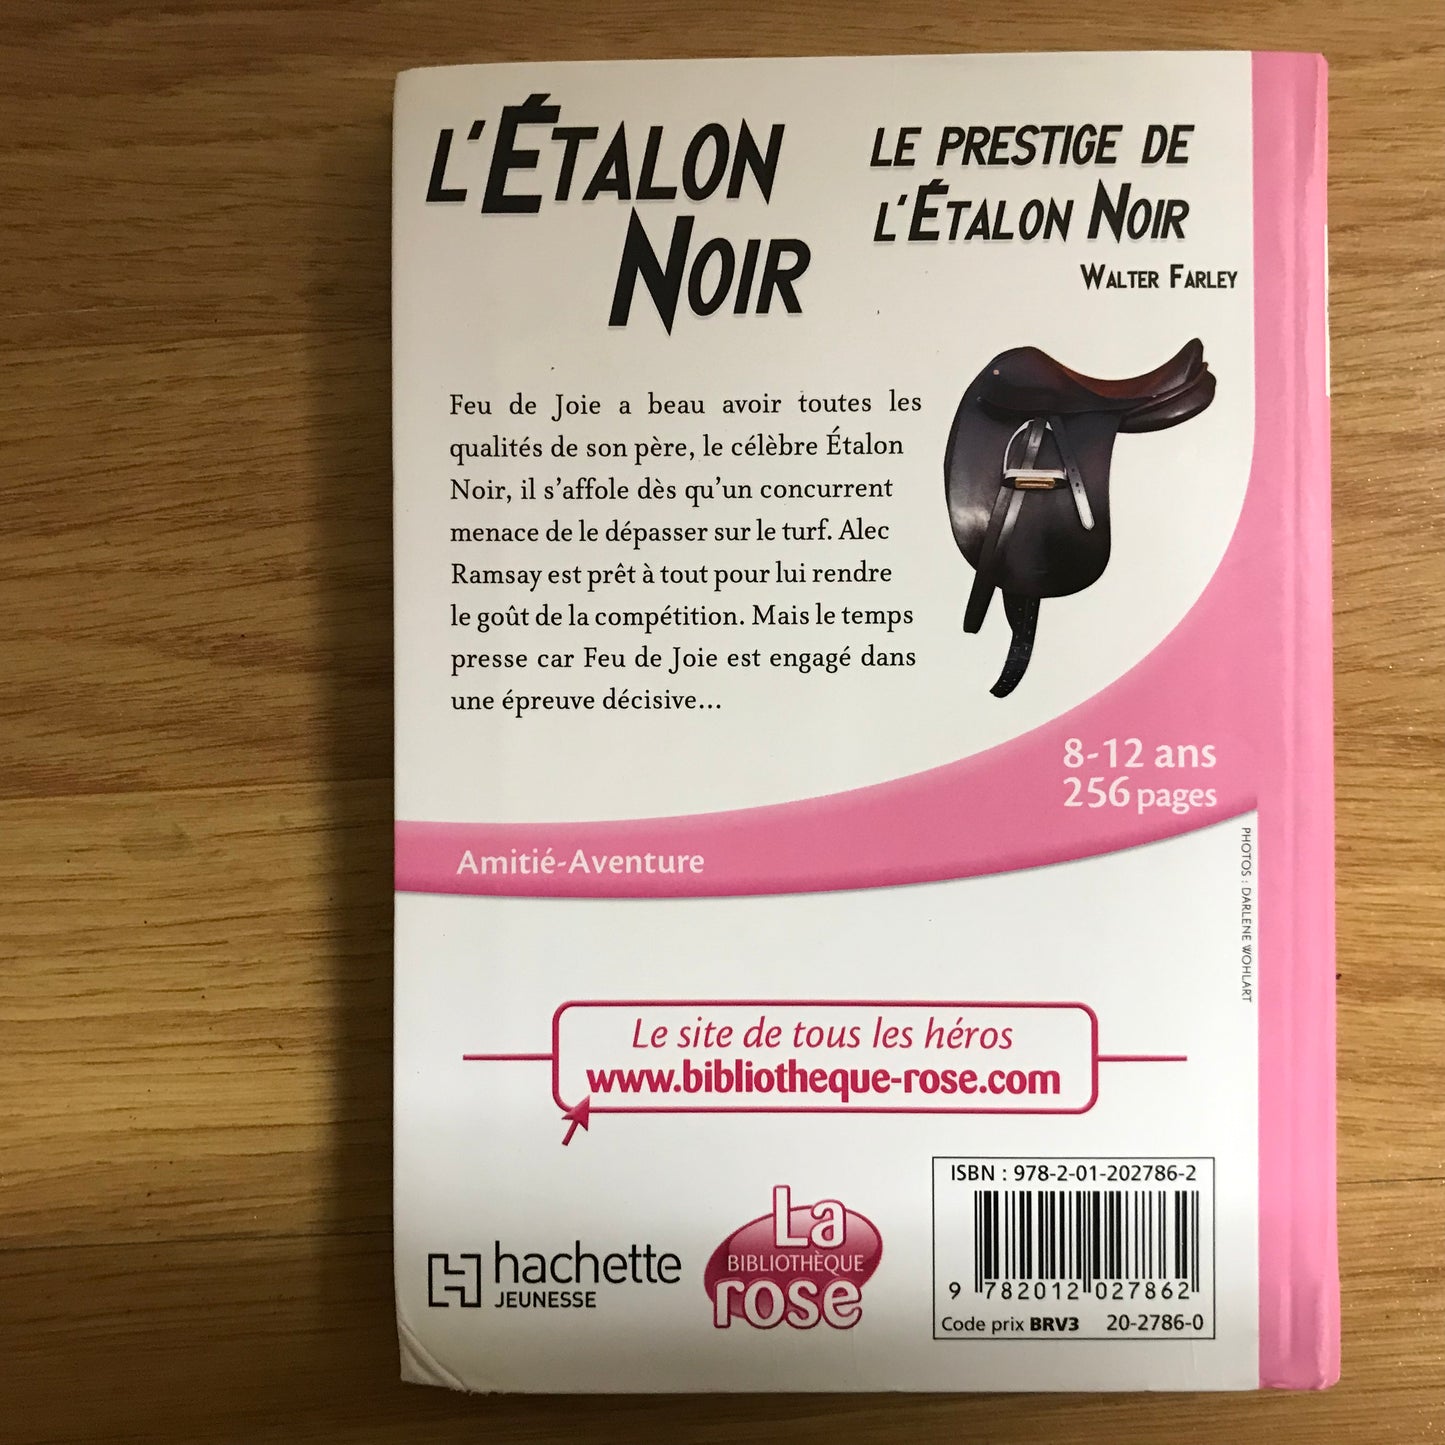 L'ÉTALON
NOIR
LE PRESTIGE DE
L'ÉTALON NOIR
WALTER FARLEY
Feu de Joie a beau avoir toutes les
qualités de son père, le célèbre Étalon
Noir, il s'affole dès qu'un concurrent
menace de le dépasser sur le turf. Alec
Ramsay est prêt à tout pour lui rendre
le goût de la compétition. Mais le temps
presse car Feu de Joie est engagé dans
une épreuve décisive...
8-12 ans
256 pages
Amitié-Aventure
PHOTOS : DARLENE WOHLART
Le site de tous les héros
www.bibliotheque-rose.com
hachette
JEUNESSE
La
BIBLIOTHÈQUE
rose
ISBN : 978-2-01-202786-2
9 782012 027862
Code prix BRV3 20-2786-0